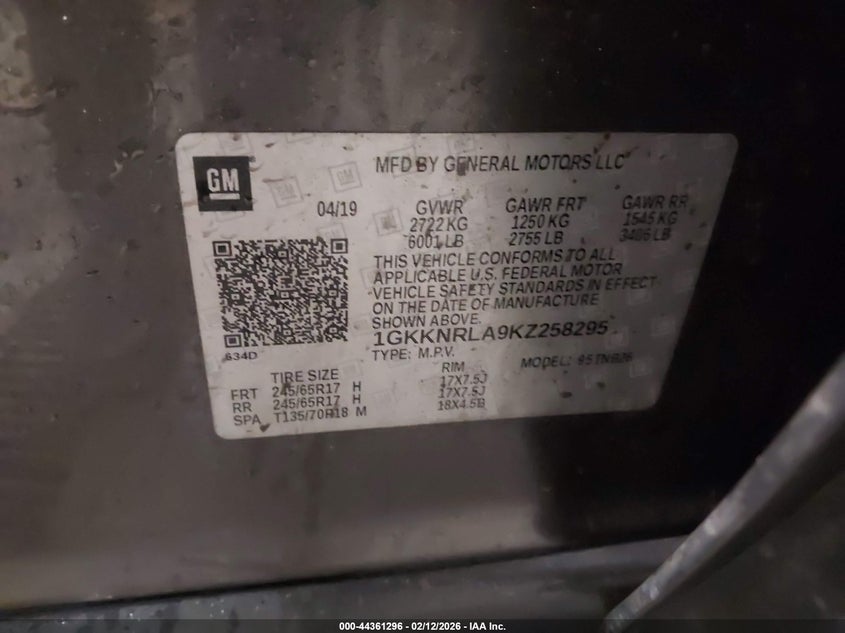 GM
MFD BY GENERAL MOTORS LLC
04/19 GVWR GAWR FRT GAWR RR
2722 KG 1250 KG 1545 KG
6001 LB 2755 LB 3406 LB
THIS VEHICLE CONFORMS TO ALL
APPLICABLE U.S. FEDERAL MOTOR
VEHICLE SAFETY STANDARDS IN EFFECT
ON THE DATE OF MANUFACTURE
SHOWN ABOVE.
1GKKNRLA9KZ258295
634D
TYPE: M.P.V. MODEL:
TIRE SIZE RIM
FRT 245/65R17 H 17X7.5J
RR 245/65R17 H 17X7.5J
SPA T135/70R18 M 18X4.5B
000-44361296 - 02/12/2026 - IAA Inc.